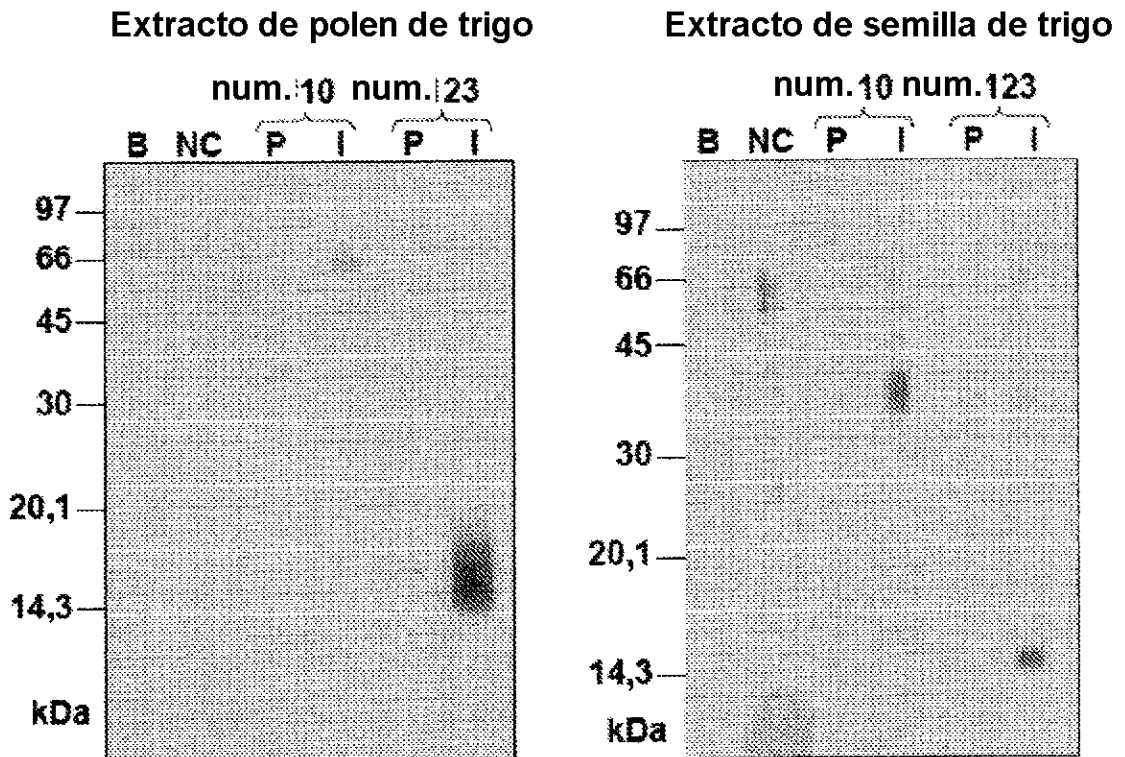 Extracto de polen de trigo
num. 10 num. 123
B NC P I P I
97
66
45
30
20,1
14,3
kDa
Extracto de semilla de trigo
num. 10 num. 123
B NC P I P I
97
66
45
30
20,1
14,3
kDa